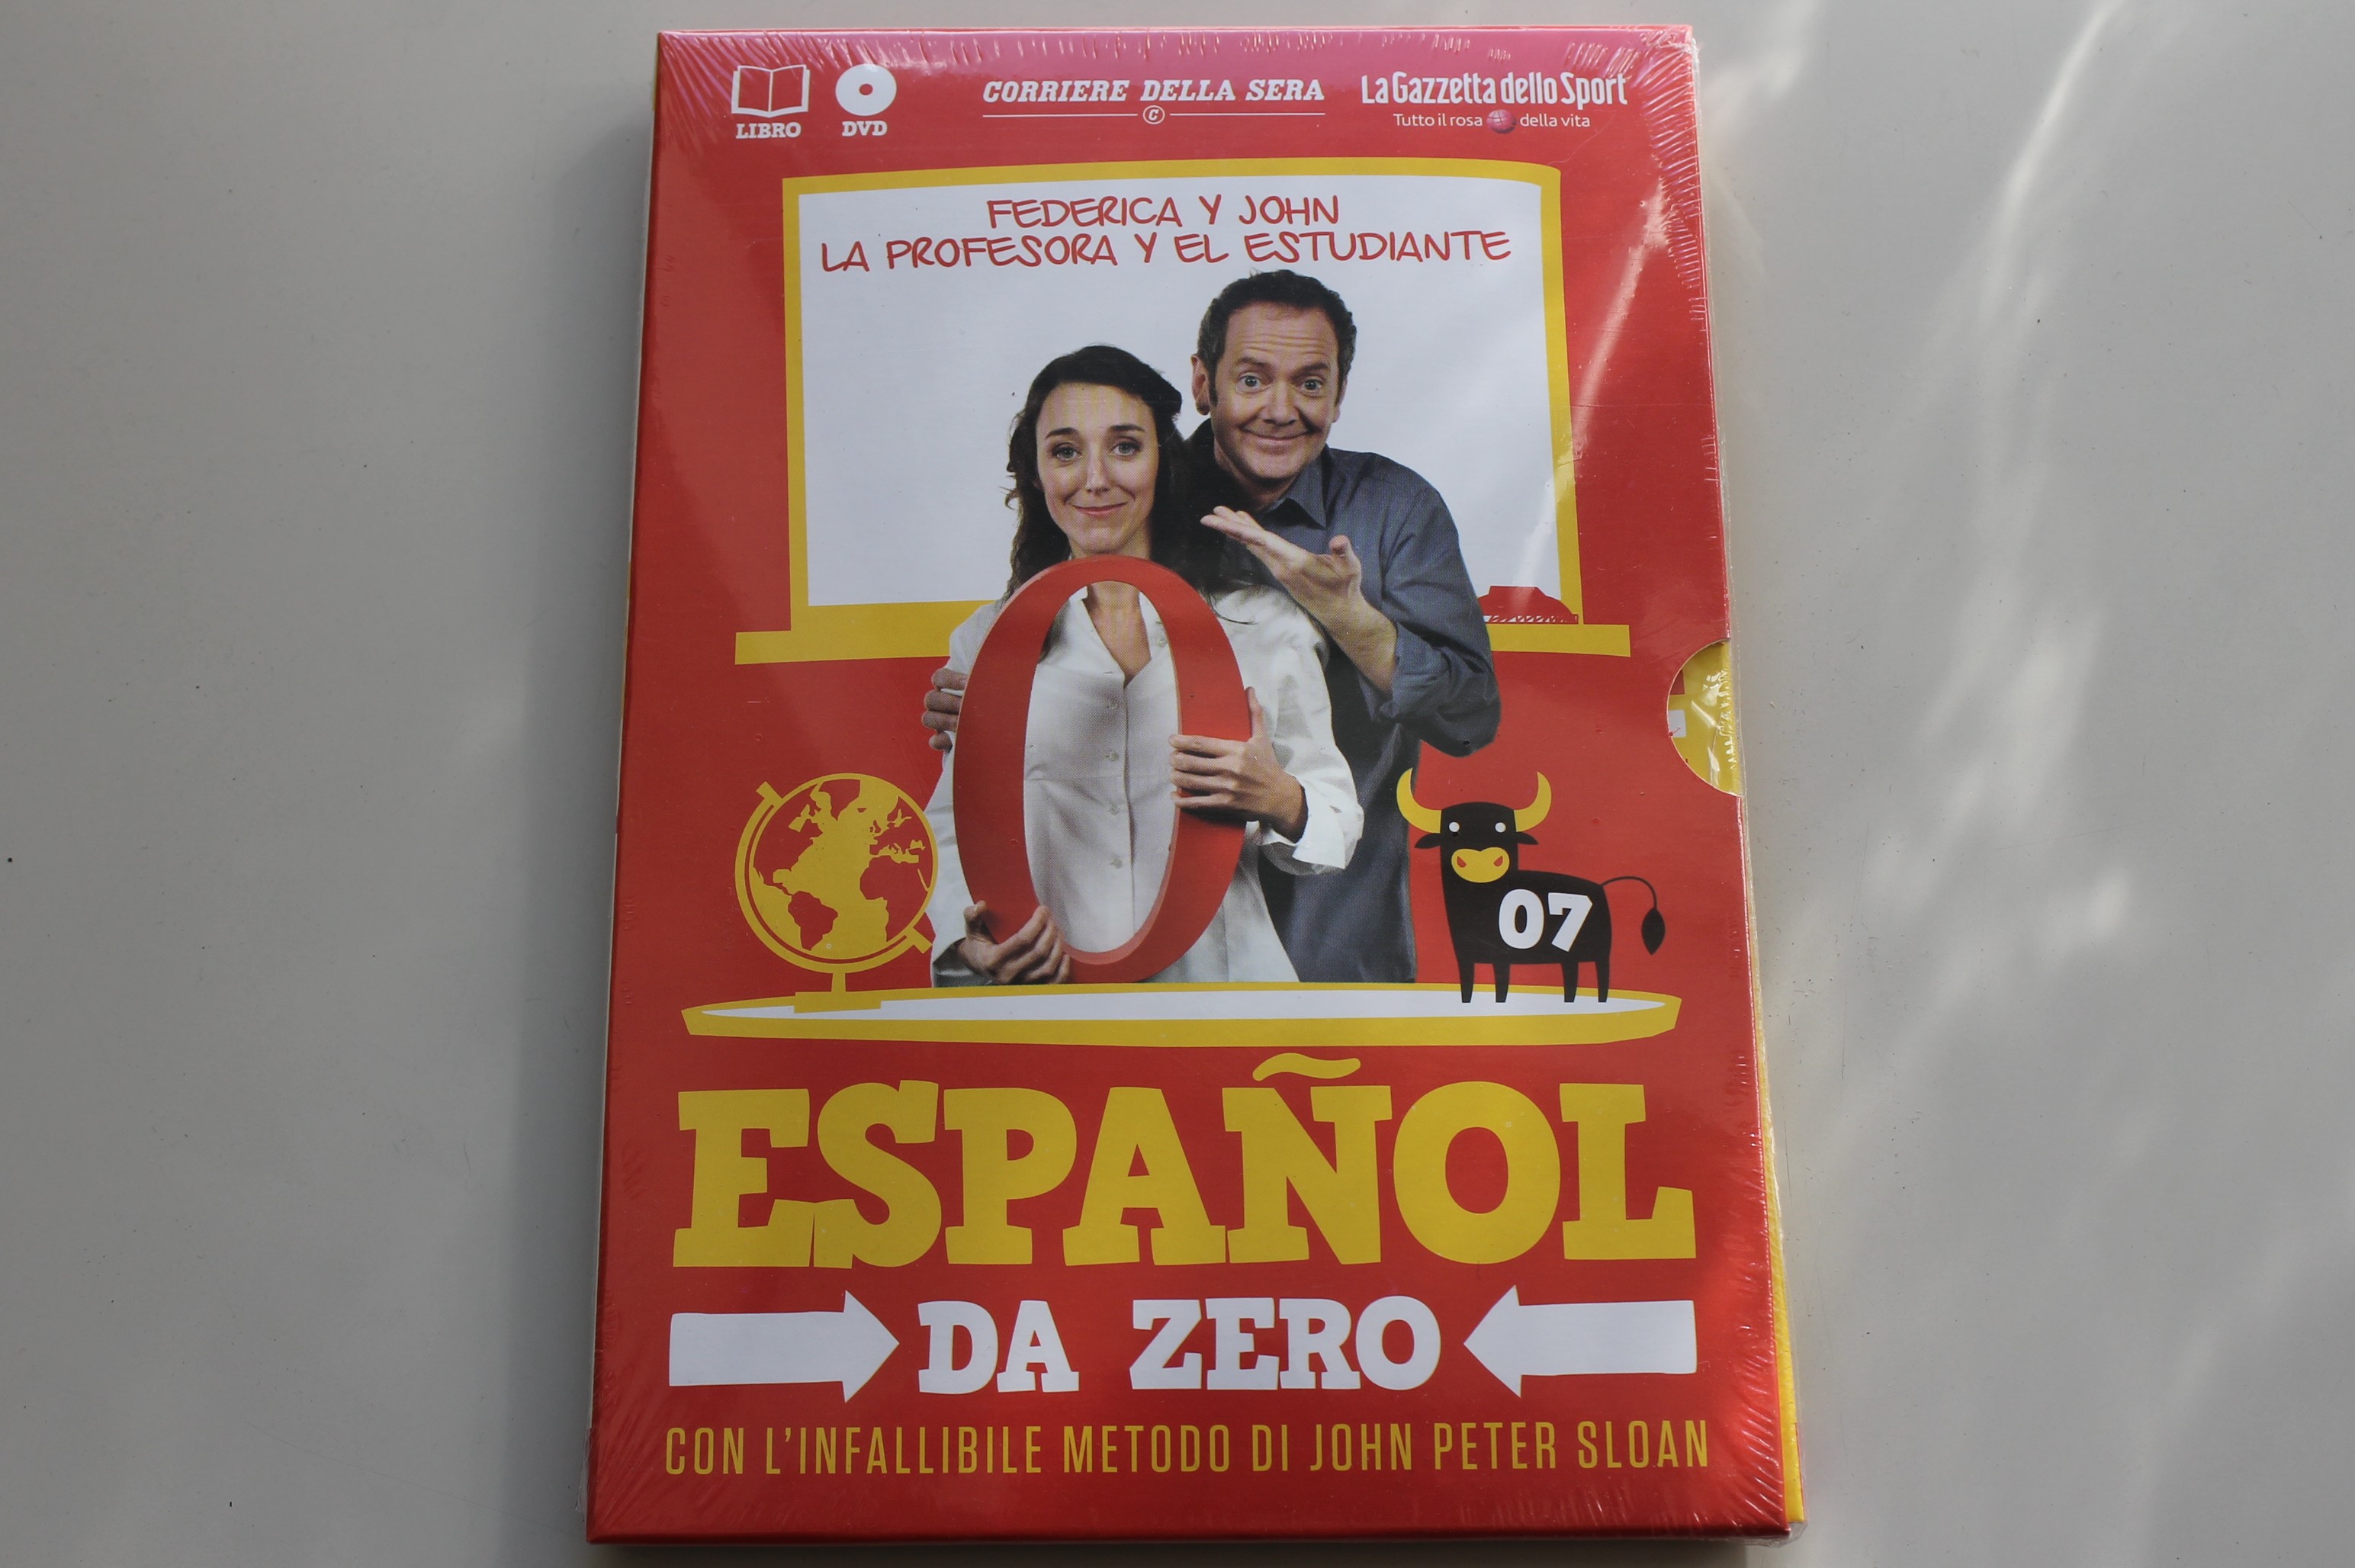 LIBRO
DVD
CORRIERE DELLA SERA
C
La Gazzetta dello Sport
Tutto il rosa della vita
FEDERICA Y JOHN
LA PROFESORA Y EL ESTUDIANTE
0
07
ESPAÑOL
DA ZERO
CON L'INFALLIBILE METODO DI JOHN PETER SLOAN